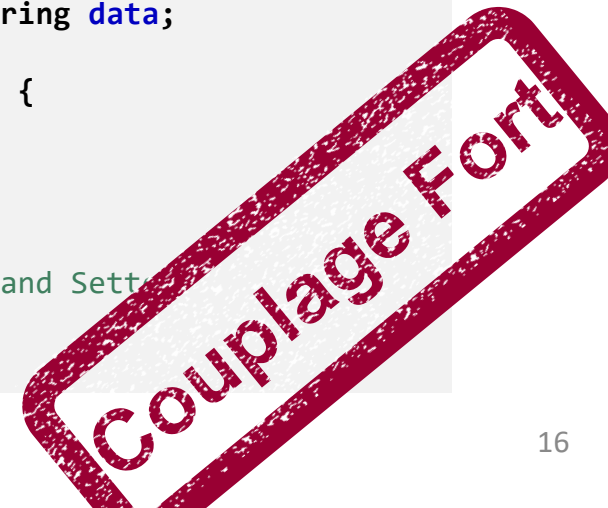 ring data;
{
and Sett
Couplage Fort
16